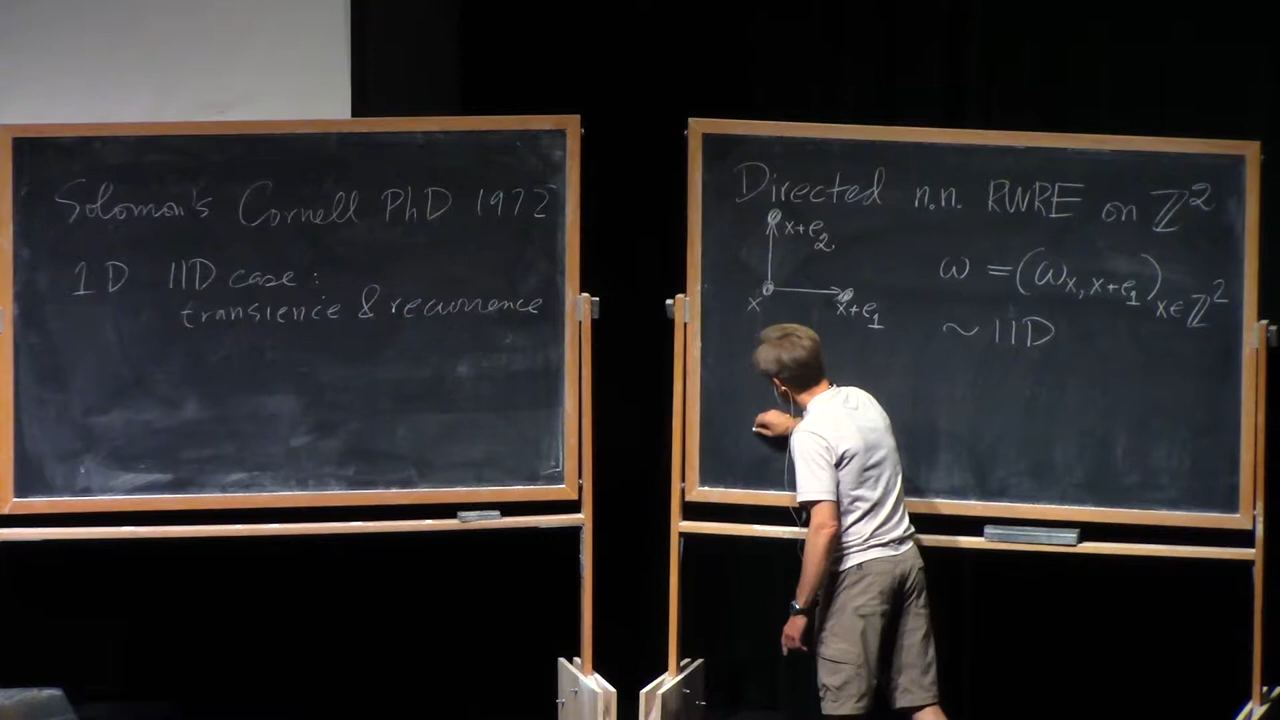 Solomon's Cornell PhD 1972
1D IID case:
transience & recurrence
Directed n.n. RWRE on ℤ²
x+e₂
x
x+e₁
ω = (ω_{x,x+e₁})_{x∈ℤ²}
~ IID